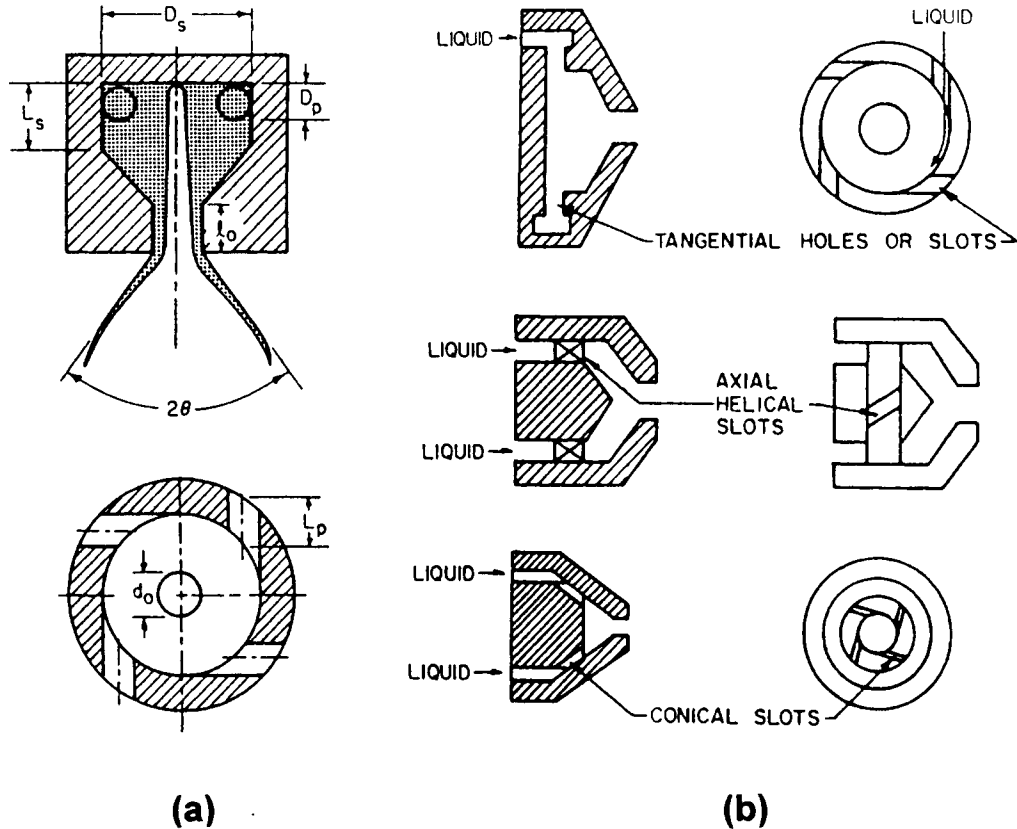 D_s
L_s
D_p
l_o
2θ
L_p
d_o
(a)
LIQUID
LIQUID
TANGENTIAL HOLES OR SLOTS
LIQUID
LIQUID
AXIAL
HELICAL
SLOTS
LIQUID
LIQUID
CONICAL SLOTS
(b)